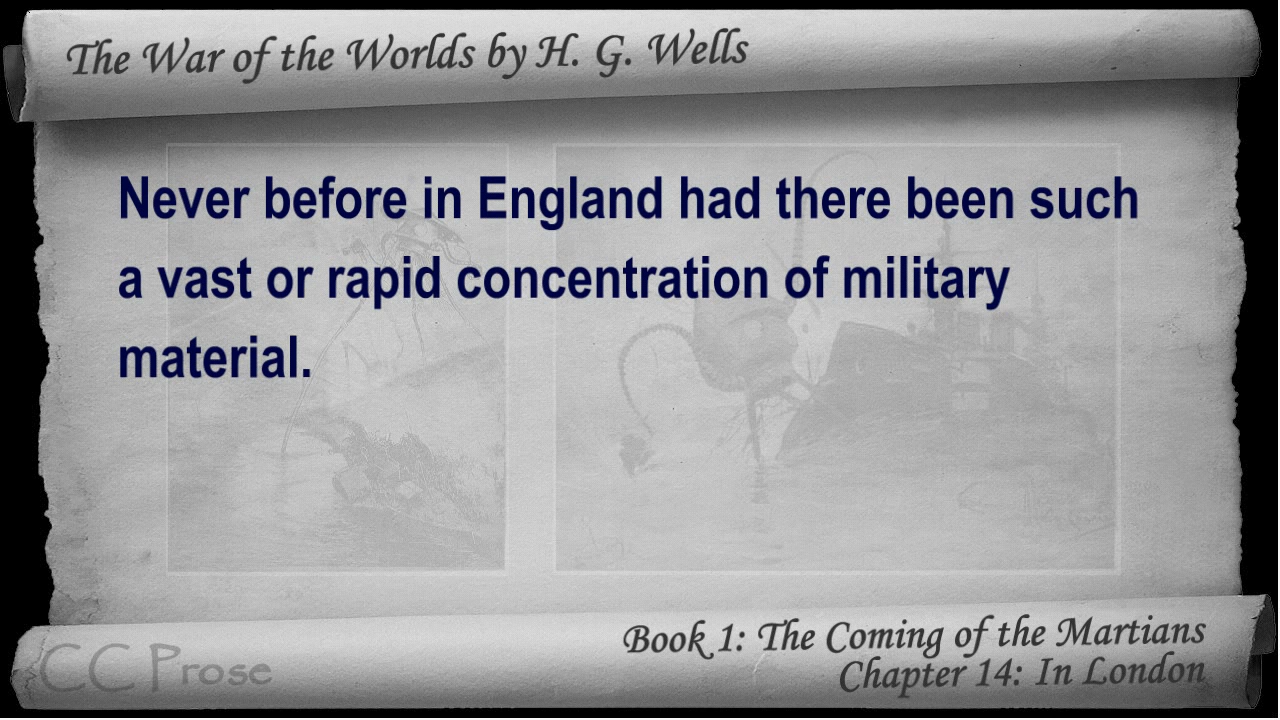 The War of the Worlds by H. G. Wells
Never before in England had there been such
a vast or rapid concentration of military
material.
Book 1: The Coming of the Martians
Chapter 14: In London
CC Prose